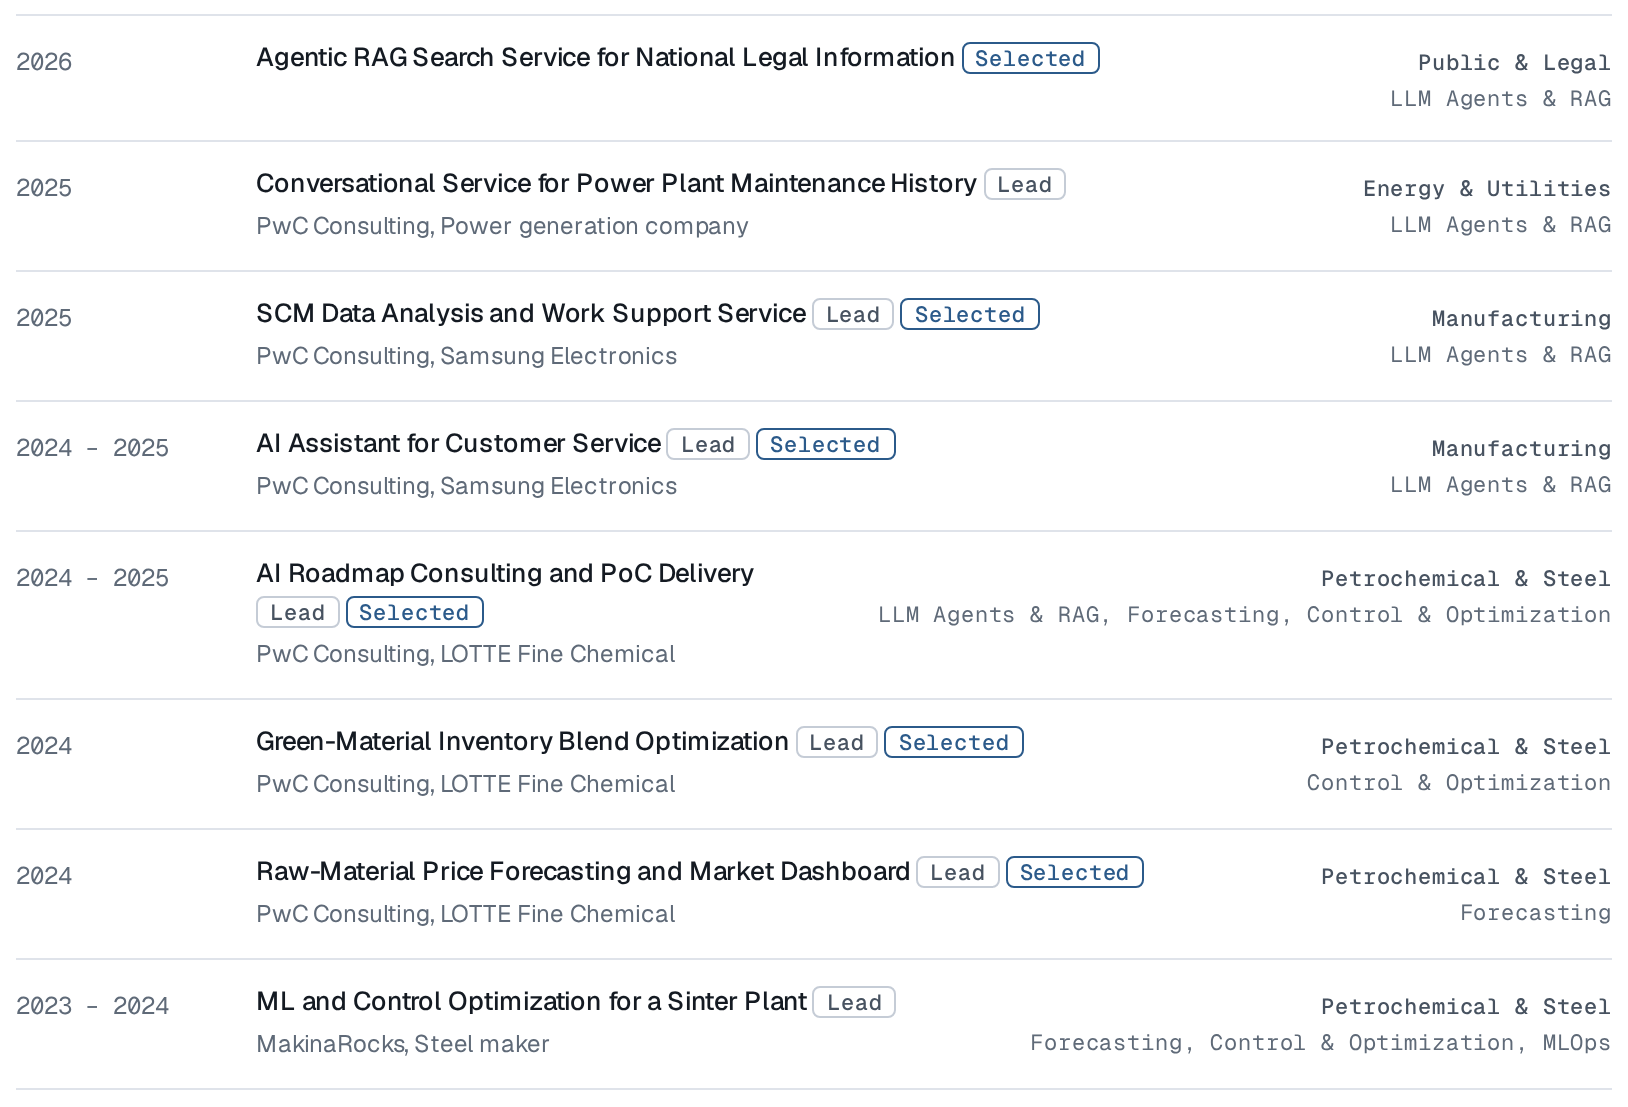 2026
Agentic RAG Search Service for National Legal Information Selected
Public & Legal
LLM Agents & RAG
2025
Conversational Service for Power Plant Maintenance History Lead
PwC Consulting, Power generation company
Energy & Utilities
LLM Agents & RAG
2025
SCM Data Analysis and Work Support Service Lead Selected
PwC Consulting, Samsung Electronics
Manufacturing
LLM Agents & RAG
2024 – 2025
AI Assistant for Customer Service Lead Selected
PwC Consulting, Samsung Electronics
Manufacturing
LLM Agents & RAG
2024 – 2025
AI Roadmap Consulting and PoC Delivery
Lead Selected
PwC Consulting, LOTTE Fine Chemical
Petrochemical & Steel
LLM Agents & RAG, Forecasting, Control & Optimization
2024
Green-Material Inventory Blend Optimization Lead Selected
PwC Consulting, LOTTE Fine Chemical
Petrochemical & Steel
Control & Optimization
2024
Raw-Material Price Forecasting and Market Dashboard Lead Selected
PwC Consulting, LOTTE Fine Chemical
Petrochemical & Steel
Forecasting
2023 – 2024
ML and Control Optimization for a Sinter Plant Lead
MakinaRocks, Steel maker
Petrochemical & Steel
Forecasting, Control & Optimization, MLOps